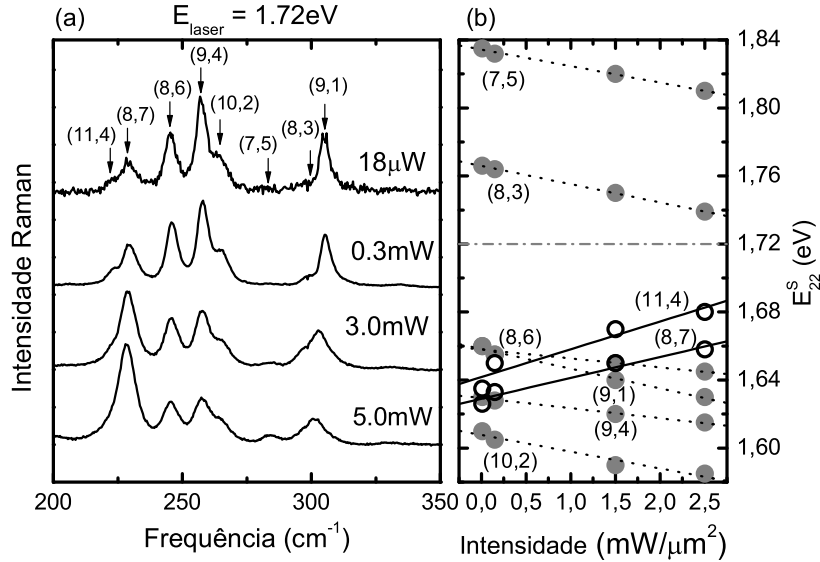 (a) E_laser = 1.72eV (b)
(9,4)
(8,6) (9,1)
(8,7) (10,2)
(11,4) (7,5) (8,3)
18μW
0.3mW
3.0mW
5.0mW
Intensidade Raman
200 250 300 350
Frequência (cm⁻¹)
(7,5)
(8,3)
(11,4)
(8,6) (8,7)
(9,1)
(9,4)
(10,2)
1,84
1,80
1,76
1,72
1,68
1,64
1,60
E^S_22 (eV)
0,0 0,5 1,0 1,5 2,0 2,5
Intensidade (mW/μm²)